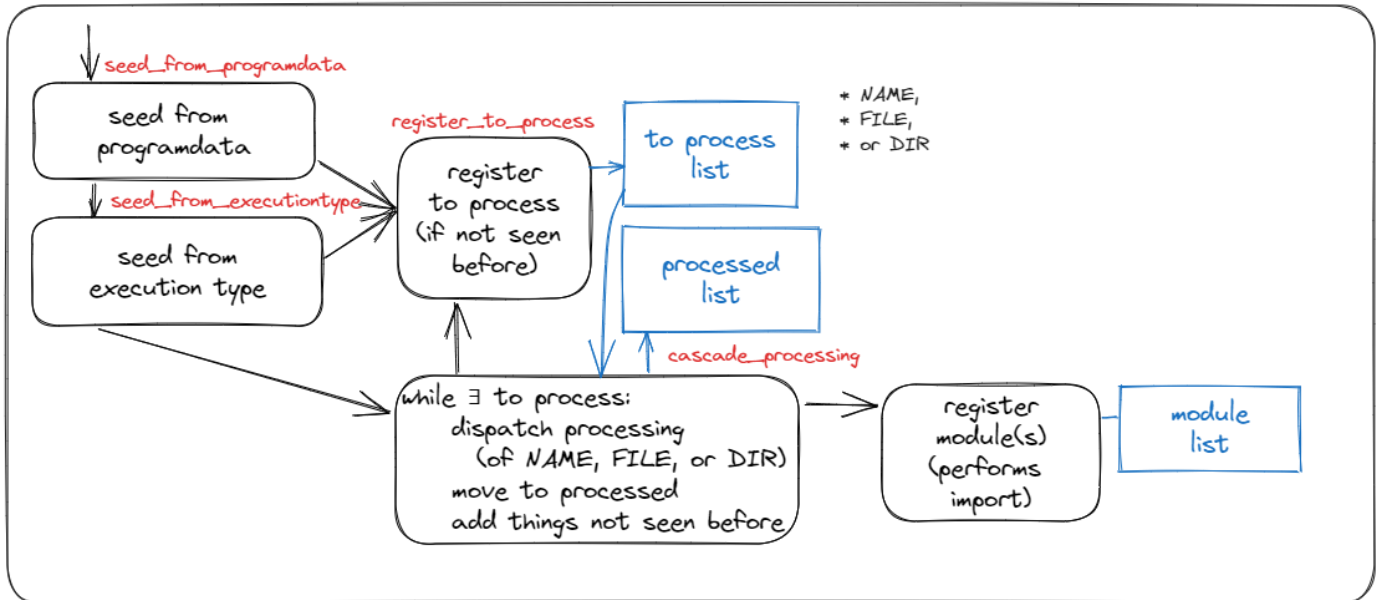 seed_from_programdata
seed from
programdata
seed_from_executiontype
seed from
execution type
register_to_process
register
to process
(if not seen
before)
to process
list
* NAME,
* FILE,
* or DIR
processed
list
cascade_processing
while ∃ to process:
dispatch processing
(of NAME, FILE, or DIR)
move to processed
add things not seen before
register
module(s)
(performs
import)
module
list